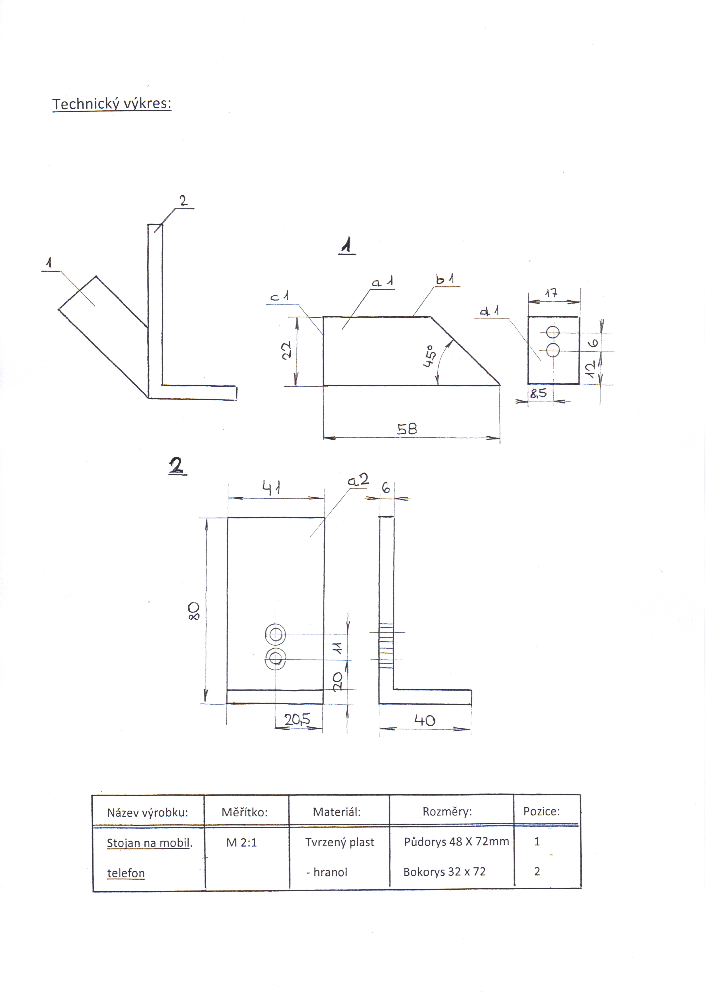 Technický výkres:
2
1
1
a1
b1
c1
d1
17
22
45°
6
12
8,5
58
2
41
a2
6
80
11
20
20,5
40
Název výrobku: Měřítko: Materiál: Rozměry: Pozice:
Stojan na mobil. M 2:1 Tvrzený plast Půdorys 48 X 72mm 1
telefon - hranol Bokorys 32 x 72 2